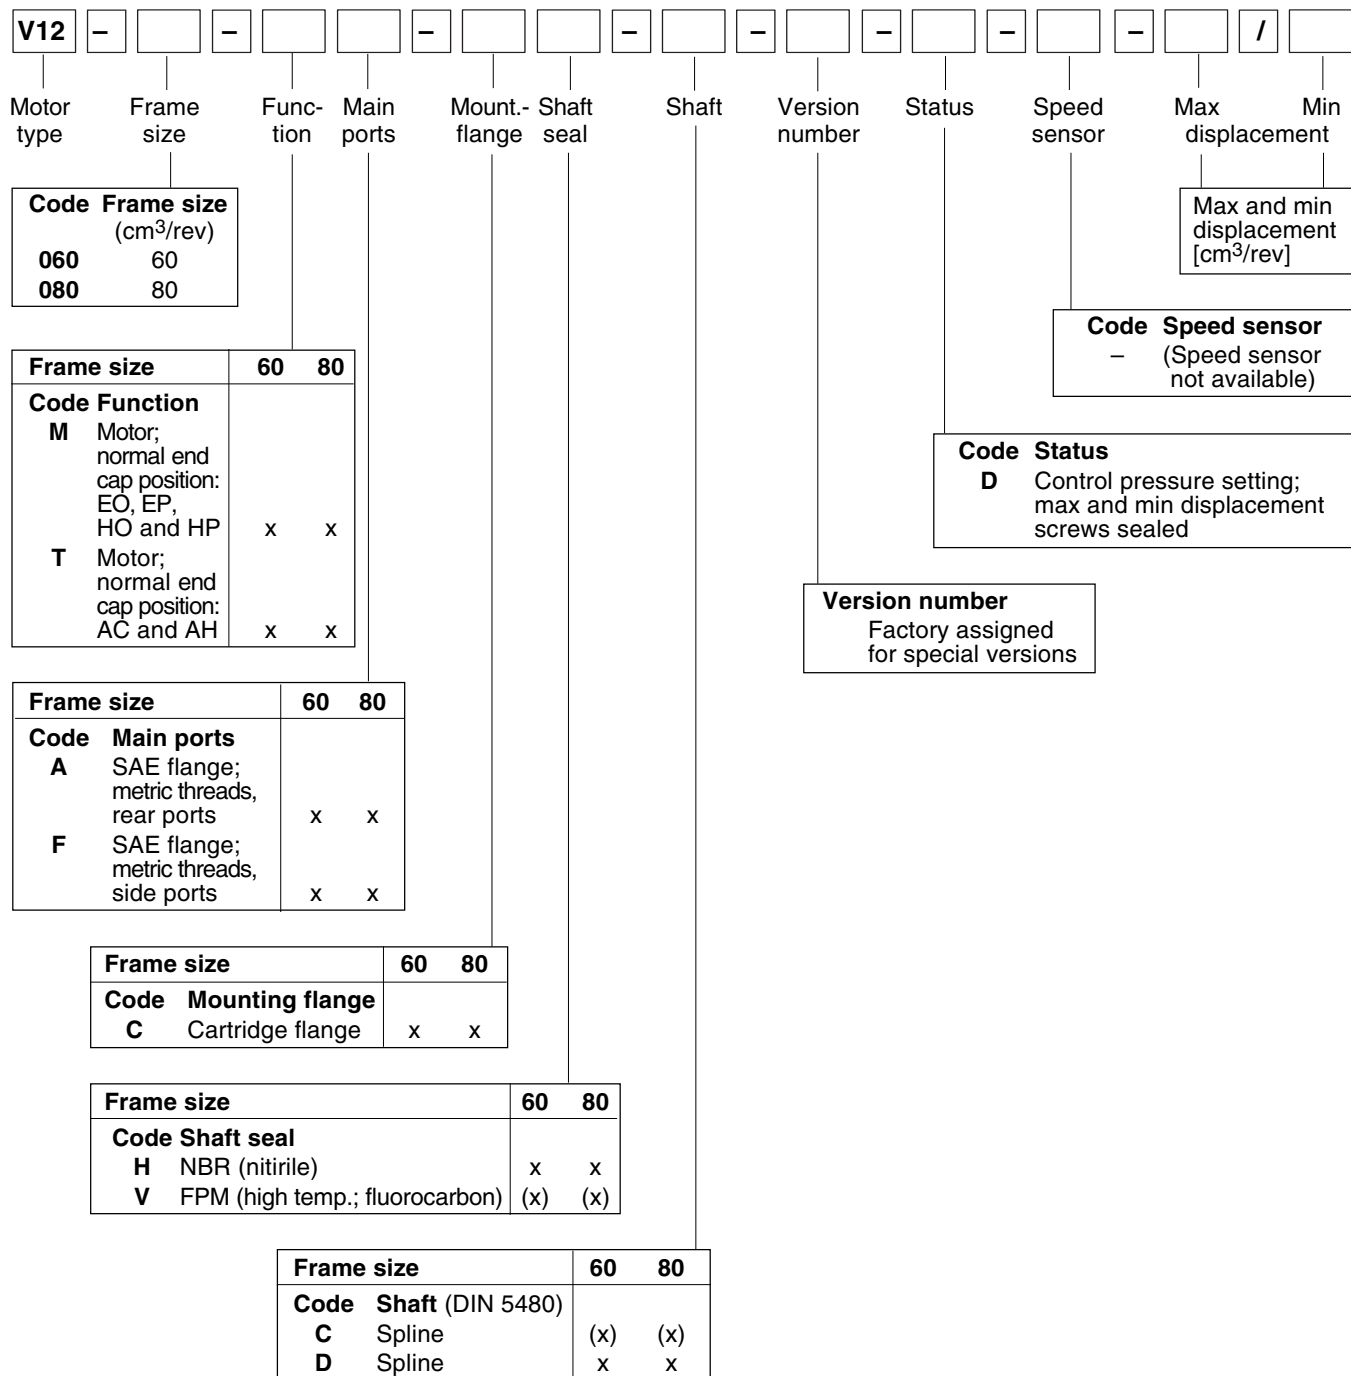 V12 – – – – – – – – /
Motor type
Frame size
Func-tion
Main ports
Mount.-flange
Shaft seal
Shaft
Version number
Status
Speed sensor
Max Min
displacement
Code Frame size
(cm³/rev)
060 60
080 80
Max and min
displacement
[cm³/rev]
Code Speed sensor
– (Speed sensor
not available)
Frame size 60 80
Code Function
M Motor;
normal end
cap position:
EO, EP,
HO and HP x x
T Motor;
normal end
cap position:
AC and AH x x
Code Status
D Control pressure setting;
max and min displacement
screws sealed
Version number
Factory assigned
for special versions
Frame size 60 80
Code Main ports
A SAE flange;
metric threads,
rear ports x x
F SAE flange;
metric threads,
side ports x x
Frame size 60 80
Code Mounting flange
C Cartridge flange x x
Frame size 60 80
Code Shaft seal
H NBR (nitirile) x x
V FPM (high temp.; fluorocarbon) (x) (x)
Frame size 60 80
Code Shaft (DIN 5480)
C Spline (x) (x)
D Spline x x